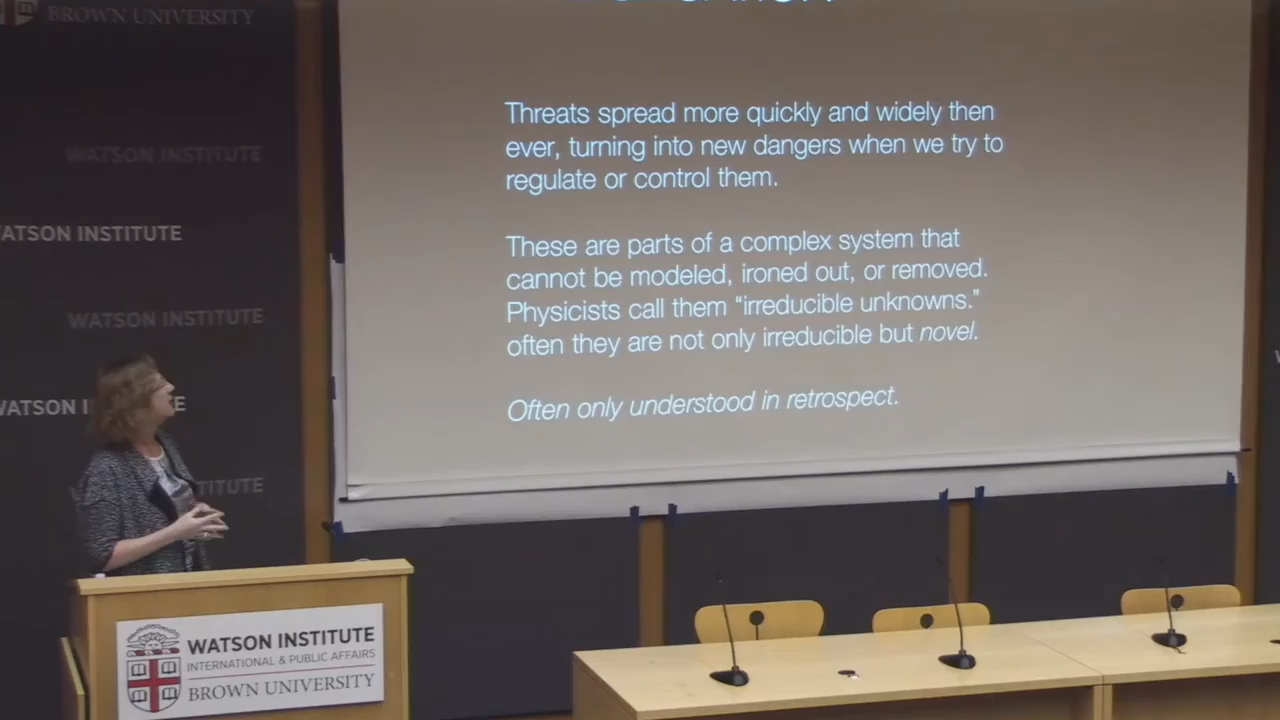 BROWN UNIVERSITY
WATSON INSTITUTE
ATSON INSTITUTE
WATSON INSTITUTE
Threats spread more quickly and widely then
ever, turning into new dangers when we try to
regulate or control them.
These are parts of a complex system that
cannot be modeled, ironed out, or removed.
Physicists call them “irreducible unknowns.”
often they are not only irreducible but novel.
Often only understood in retrospect.
WATSON INSTITUTE
INTERNATIONAL & PUBLIC AFFAIRS
BROWN UNIVERSITY